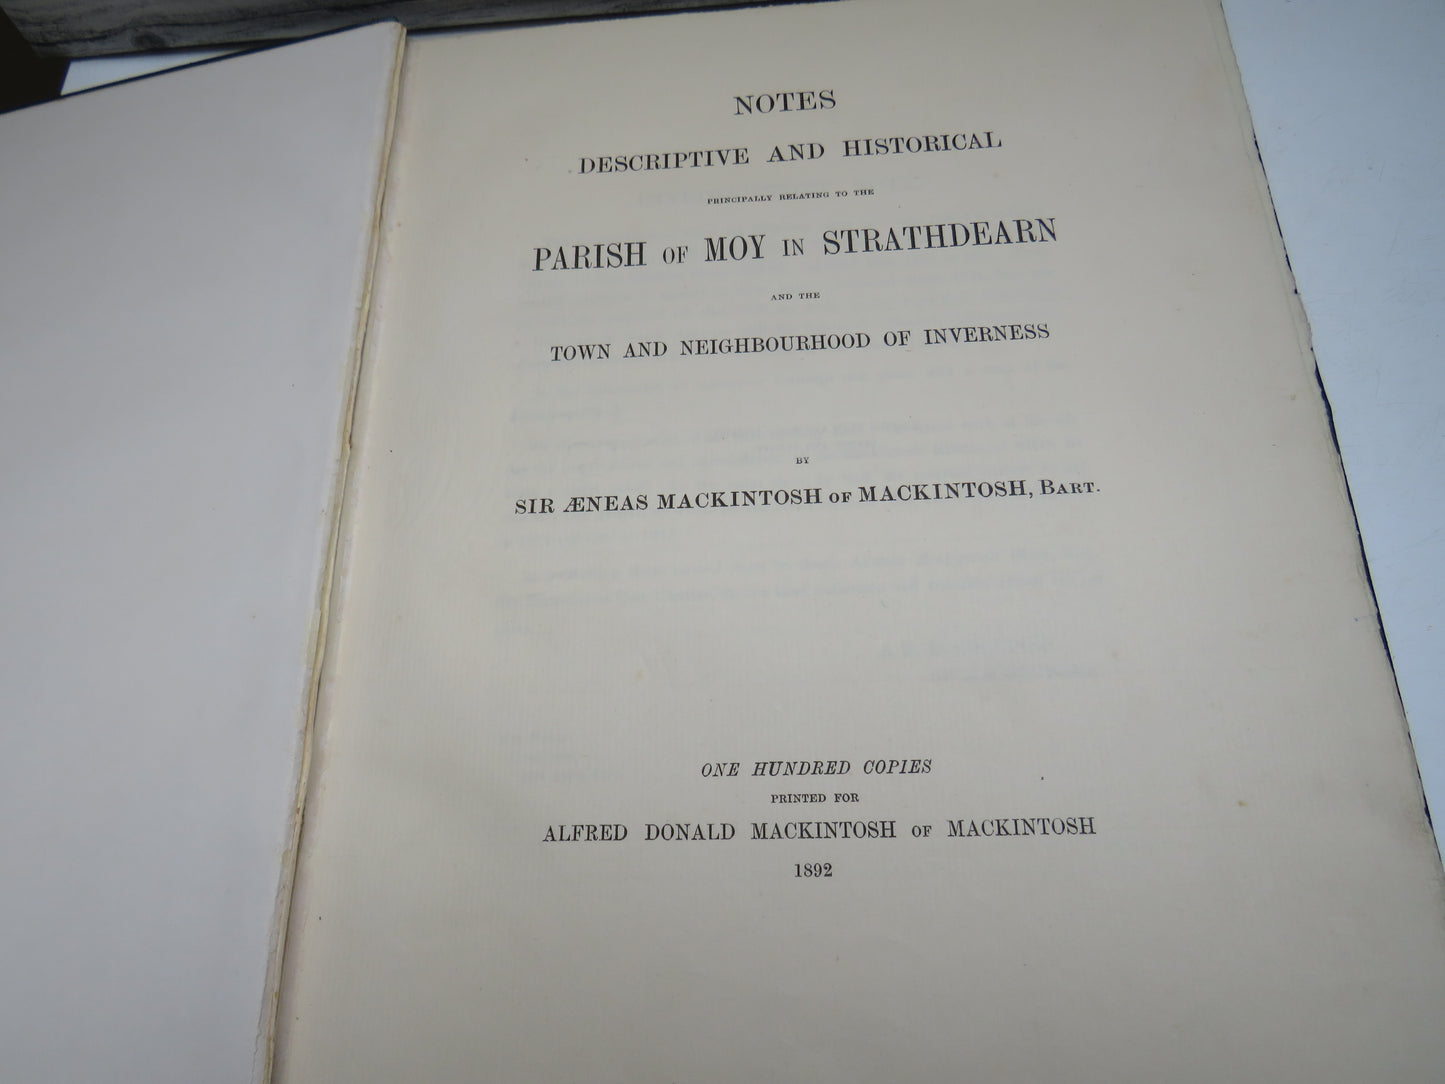 NOTES
DESCRIPTIVE AND HISTORICAL
PRINCIPALLY RELATING TO THE
PARISH OF MOY IN STRATHDEARN
AND THE
TOWN AND NEIGHBOURHOOD OF INVERNESS
BY
SIR ÆNEAS MACKINTOSH OF MACKINTOSH, BART.
ONE HUNDRED COPIES
PRINTED FOR
ALFRED DONALD MACKINTOSH OF MACKINTOSH
1892